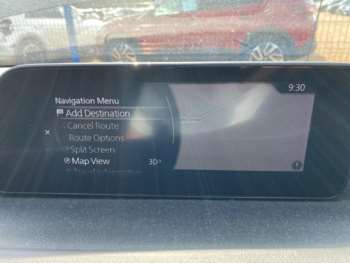 9:30
Navigation Menu
Add Destination
Cancel Route
Route Options
Split Screen
Map View 3D